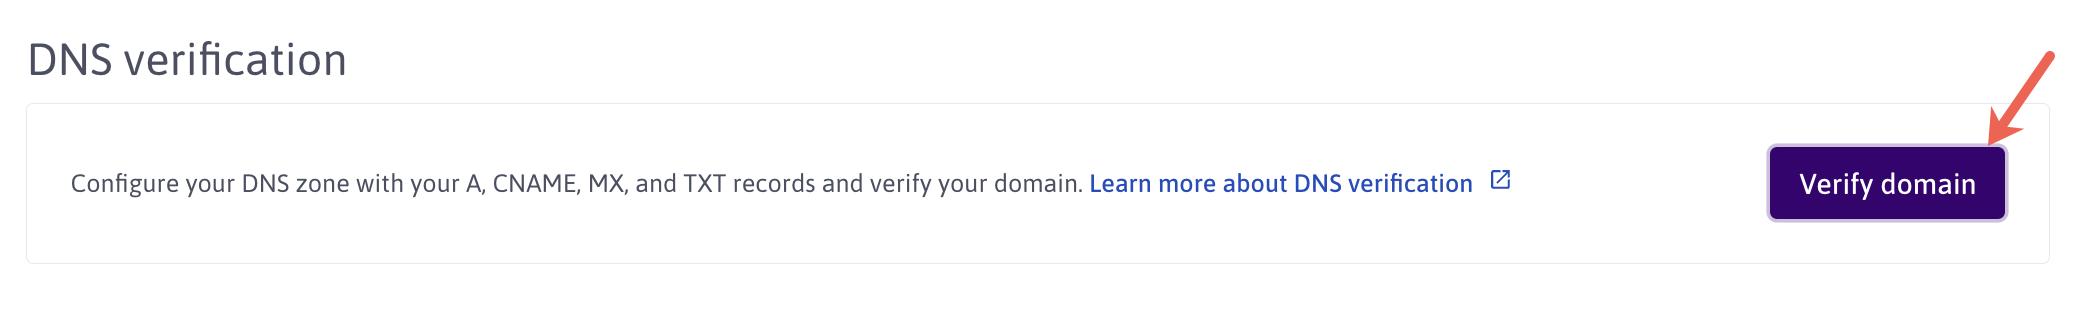 DNS verification
Configure your DNS zone with your A, CNAME, MX, and TXT records and verify your domain. Learn more about DNS verification
Verify domain